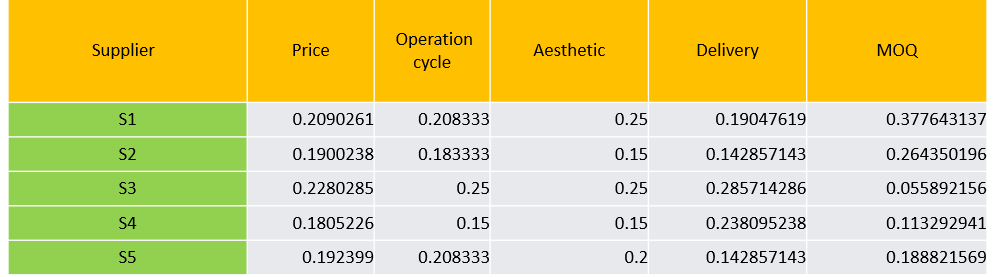 Supplier Price Operation cycle Aesthetic Delivery MOQ
S1 0.2090261 0.208333 0.25 0.19047619 0.377643137
S2 0.1900238 0.183333 0.15 0.142857143 0.264350196
S3 0.2280285 0.25 0.25 0.285714286 0.055892156
S4 0.1805226 0.15 0.15 0.238095238 0.113292941
S5 0.192399 0.208333 0.2 0.142857143 0.188821569